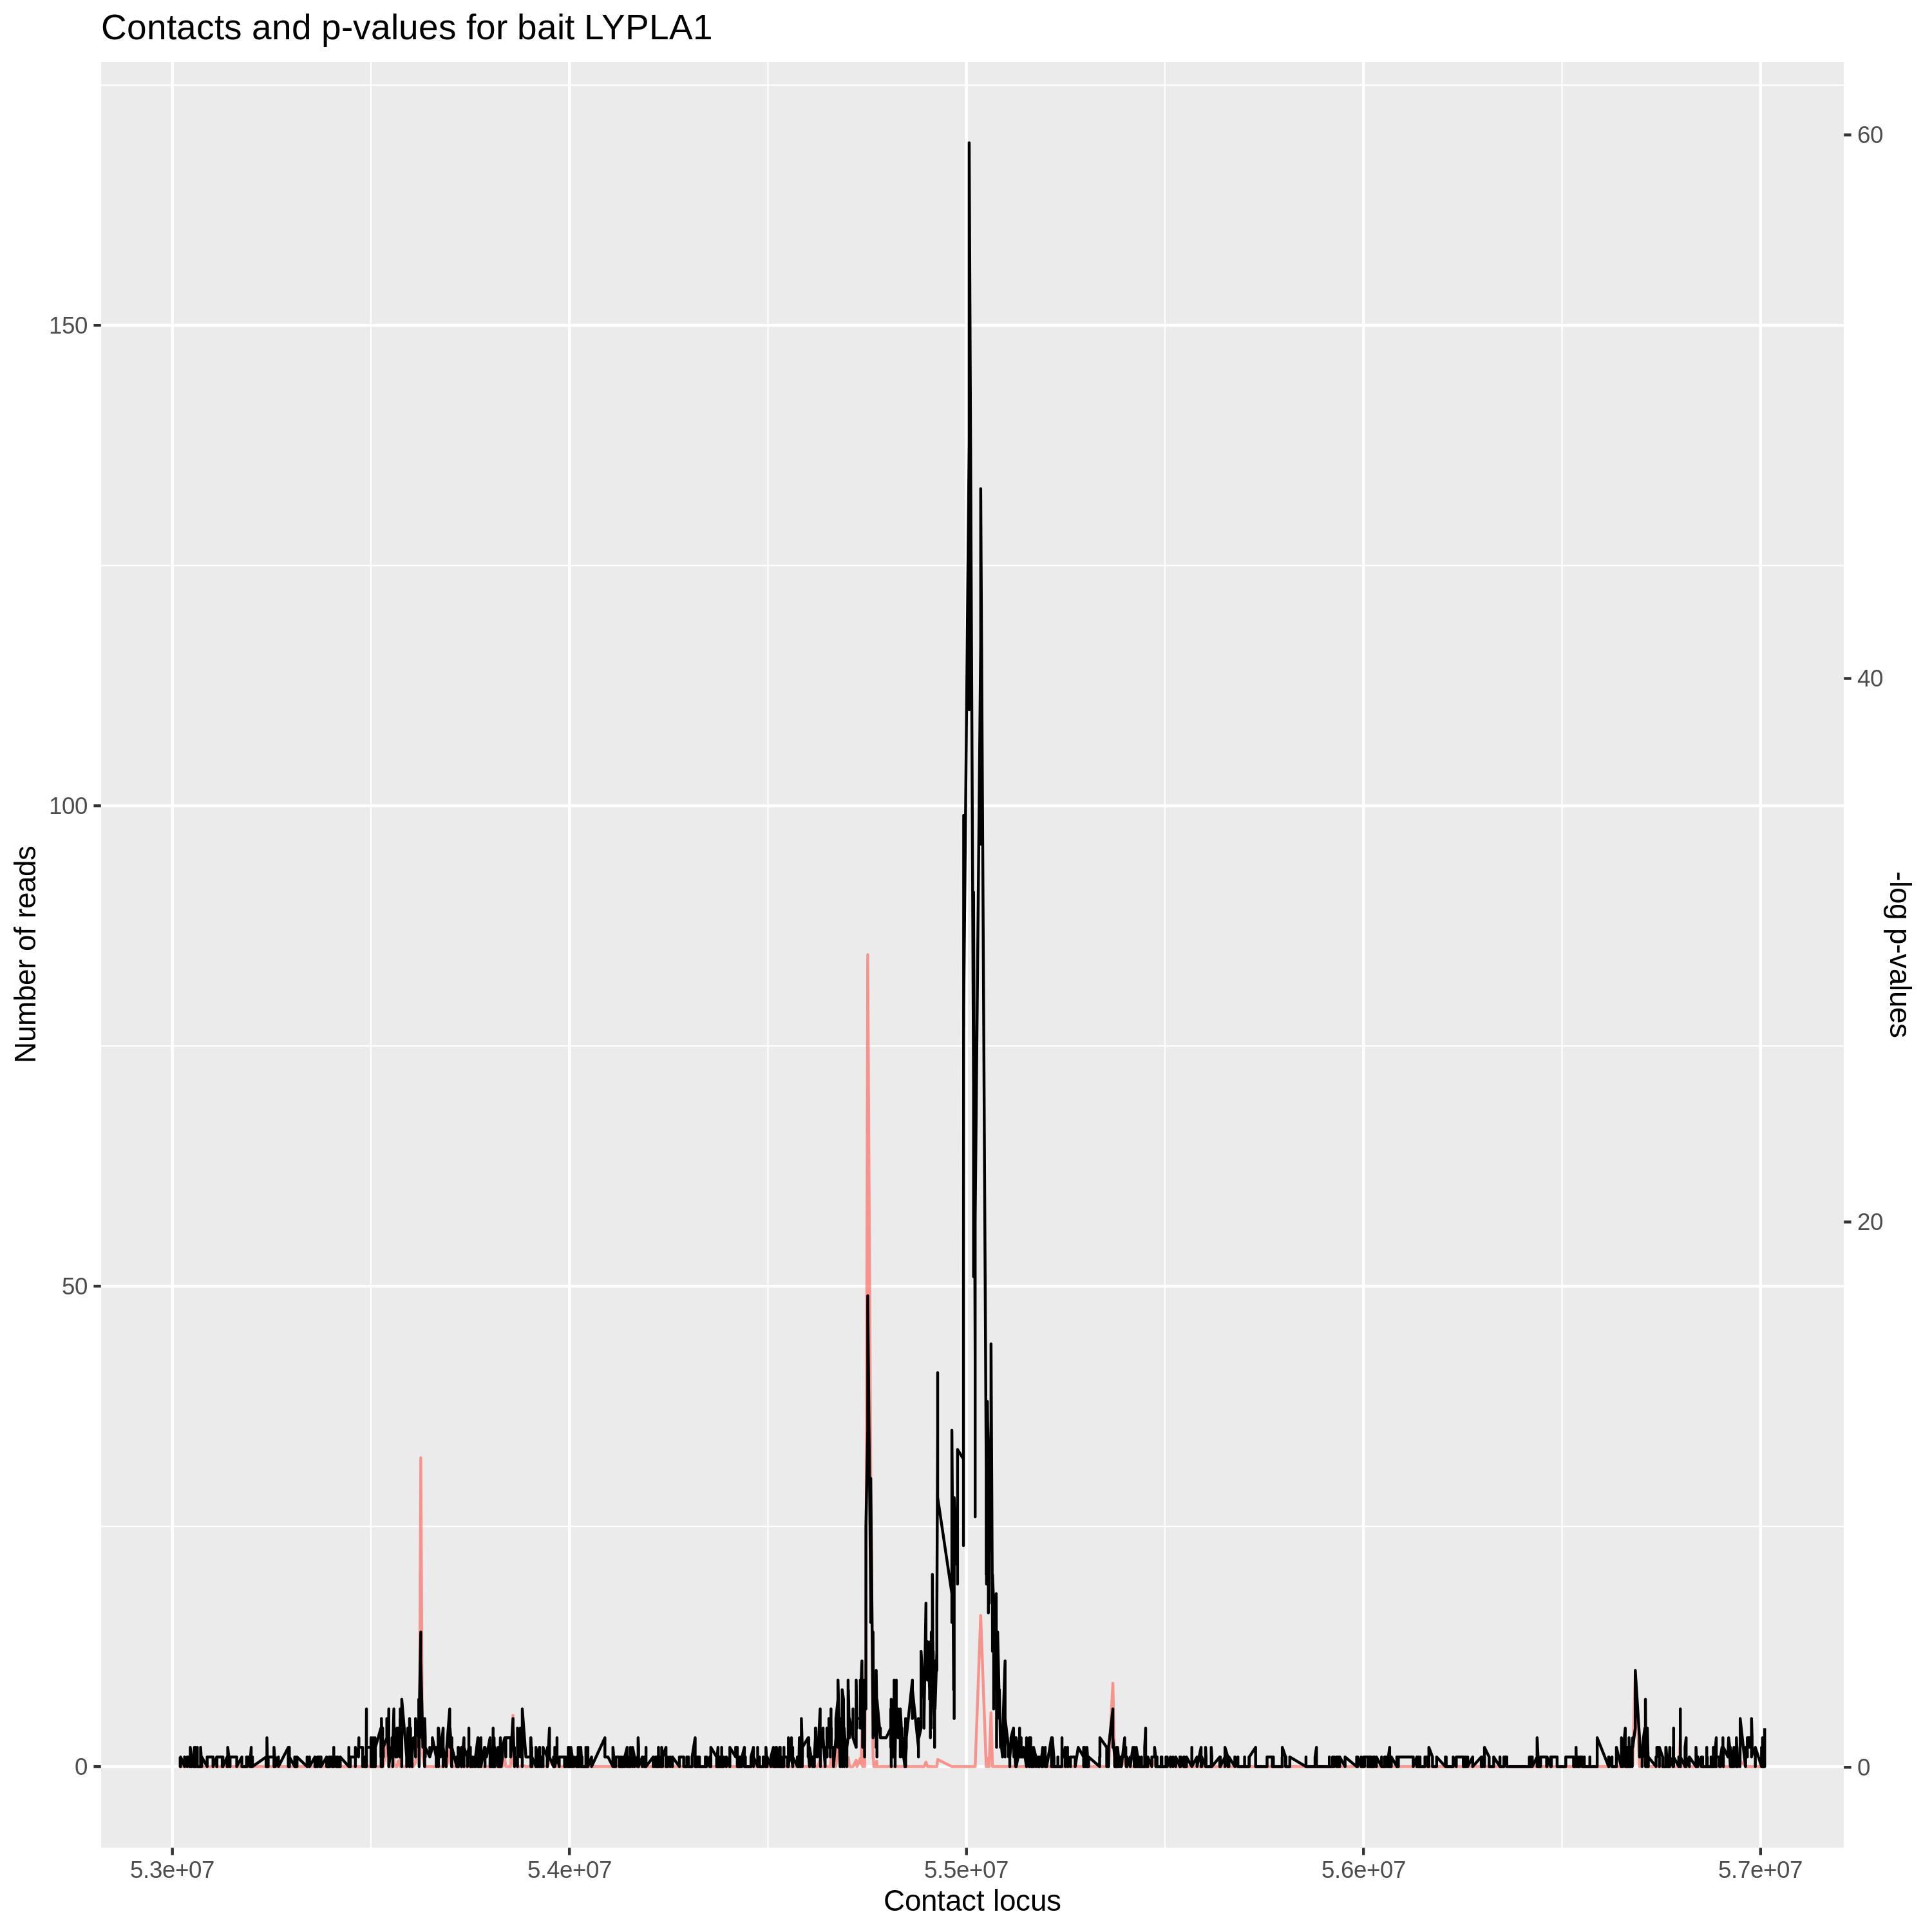 Contacts and p-values for bait LYPLA1
150
100
50
0
Number of reads
60
40
20
0
-log p-values
5.3e+07
5.4e+07
5.5e+07
5.6e+07
5.7e+07
Contact locus